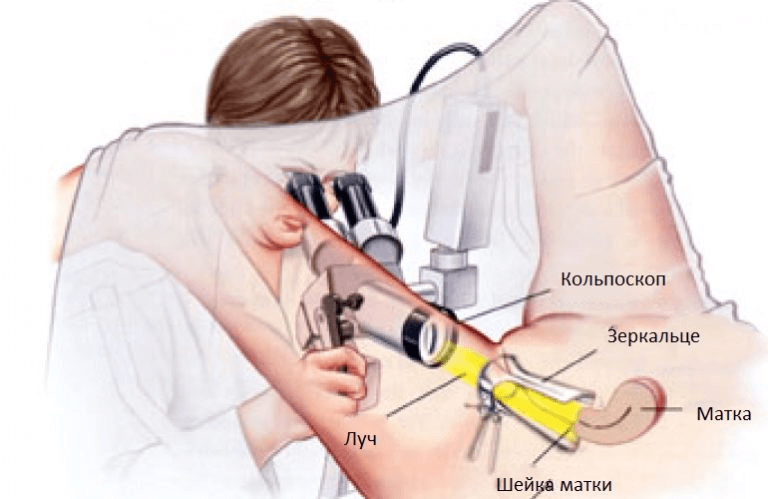 Кольпоскоп
Зеркальце
Матка
Луч
Шейка матки